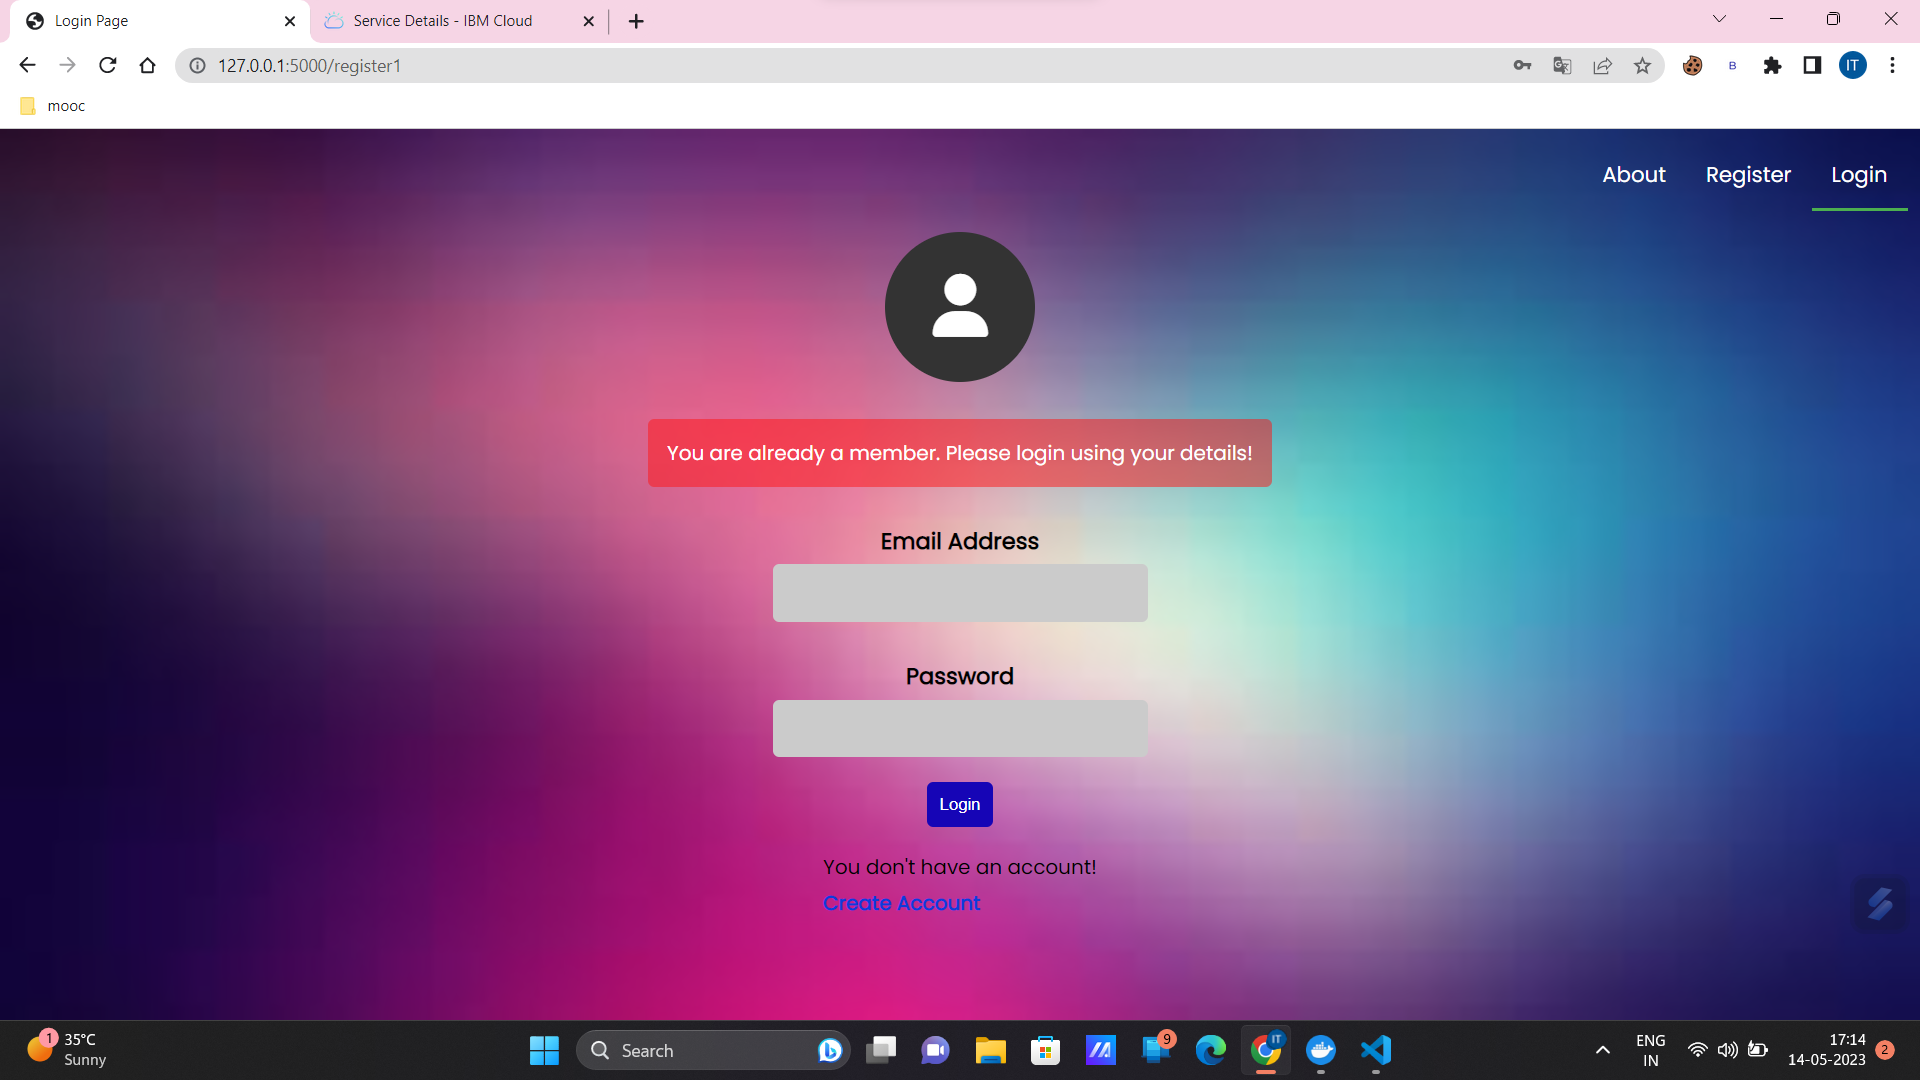 Login Page
Service Details - IBM Cloud
127.0.0.1:5000/register1
B
IT
mooc
About
Register
Login
You are already a member. Please login using your details!
Email Address
Password
Login
You don't have an account!
Create Account
1
35°C
Sunny
Search
9
IT
ENG
IN
17:14
14-05-2023
2